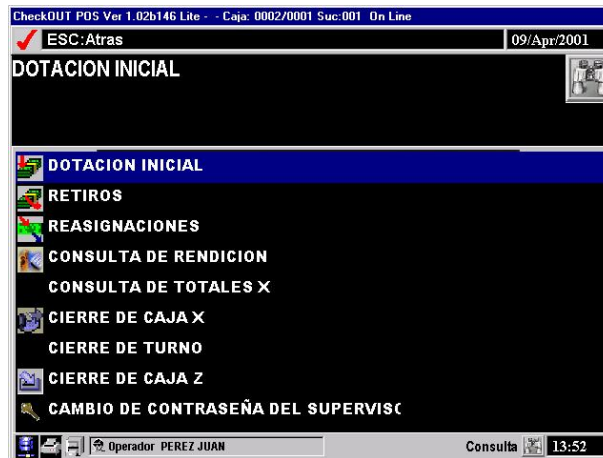 CheckOUT POS Ver 1.02b146 Lite - - Caja: 0002/0001 Suc:001 On Line
ESC:Atras 09/Apr/2001
DOTACION INICIAL
DOTACION INICIAL
RETIROS
REASIGNACIONES
CONSULTA DE RENDICION
CONSULTA DE TOTALES X
CIERRE DE CAJA X
CIERRE DE TURNO
CIERRE DE CAJA Z
CAMBIO DE CONTRASEÑA DEL SUPERVISC
Operador PEREZ JUAN Consulta 13:52